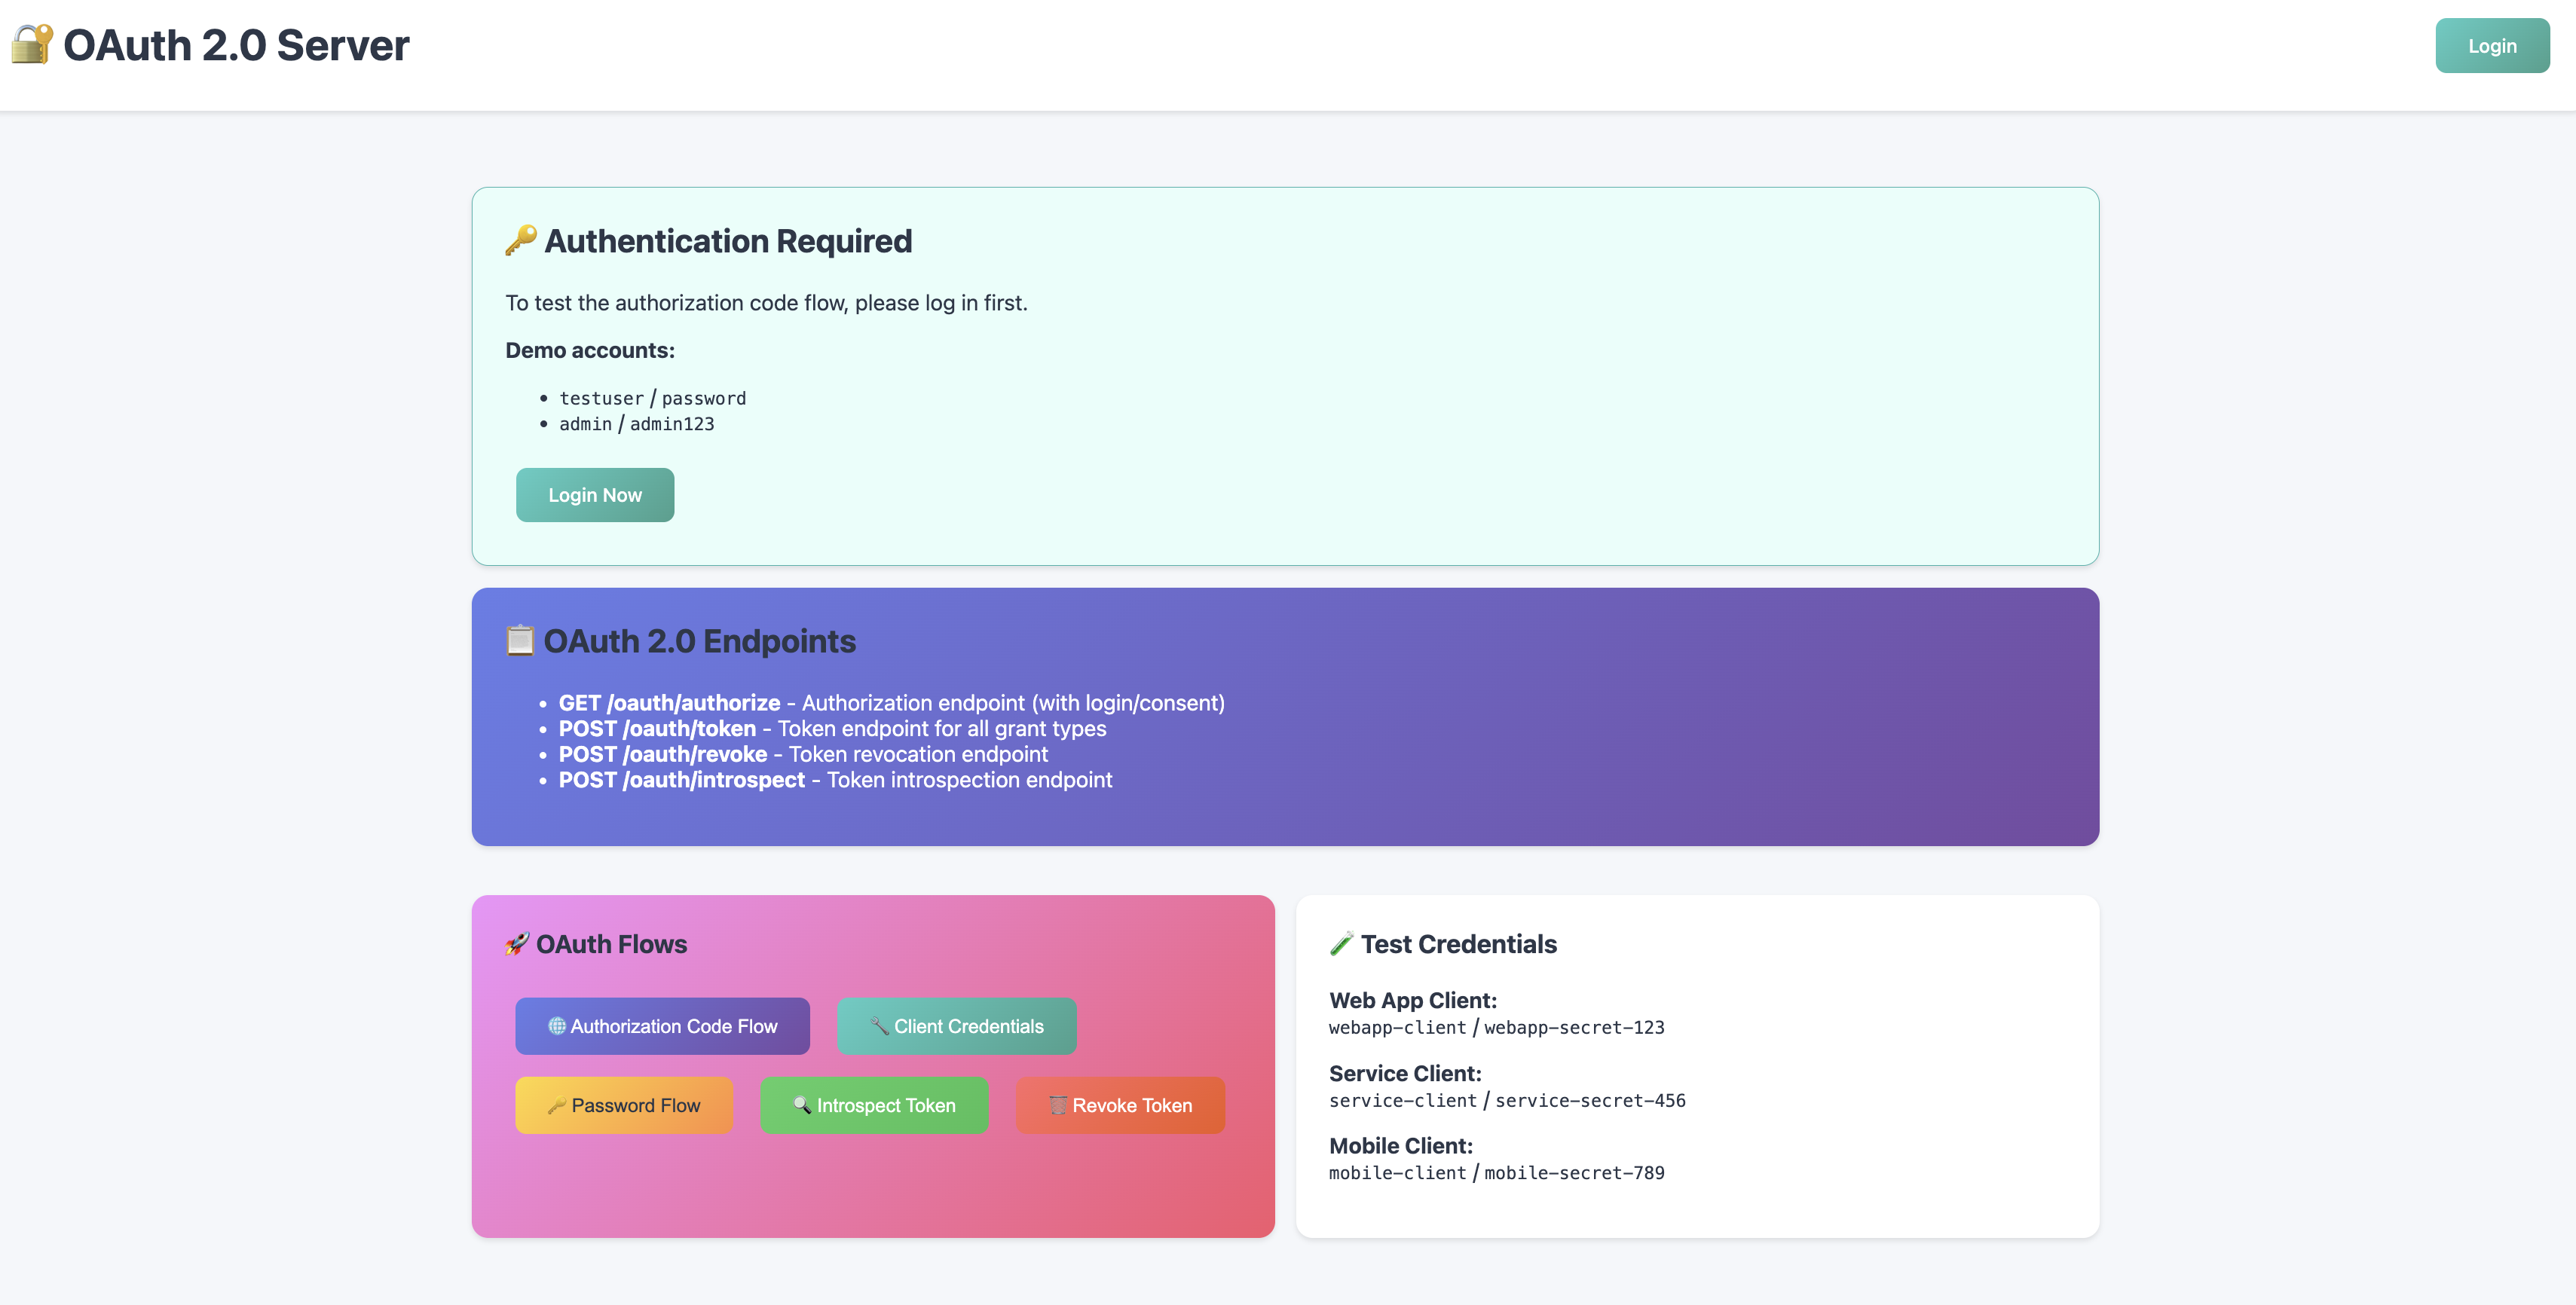 🔐 OAuth 2.0 Server
Login
🔑 Authentication Required
To test the authorization code flow, please log in first.
Demo accounts:
• testuser / password
• admin / admin123
Login Now
📋 OAuth 2.0 Endpoints
• GET /oauth/authorize - Authorization endpoint (with login/consent)
• POST /oauth/token - Token endpoint for all grant types
• POST /oauth/revoke - Token revocation endpoint
• POST /oauth/introspect - Token introspection endpoint
🚀 OAuth Flows
🌐 Authorization Code Flow
🔧 Client Credentials
🔑 Password Flow
🔍 Introspect Token
🗑️ Revoke Token
🧪 Test Credentials
Web App Client:
webapp-client / webapp-secret-123
Service Client:
service-client / service-secret-456
Mobile Client:
mobile-client / mobile-secret-789